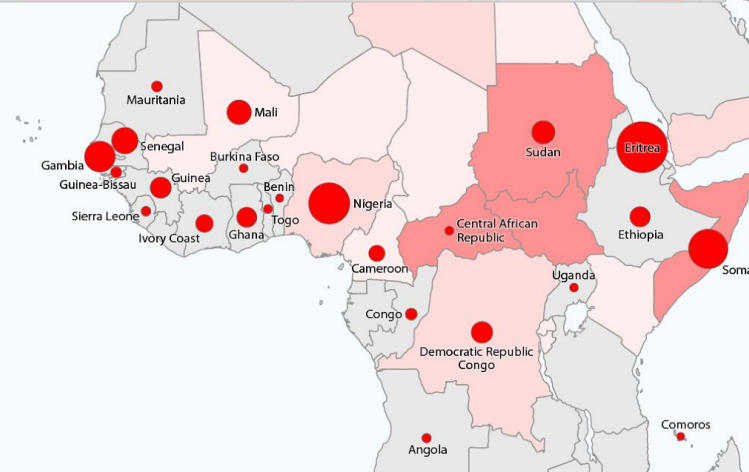 Mauritania
Mali
Senegal
Gambia
Burkina Faso
Guinea-Bissau
Guinea
Benin
Sierra Leone
Nigeria
Togo
Ivory Coast
Ghana
Cameroon
Sudan
Eritrea
Central African
Republic
Ethiopia
Soma
Uganda
Congo
Democratic Republic
Congo
Angola
Comoros